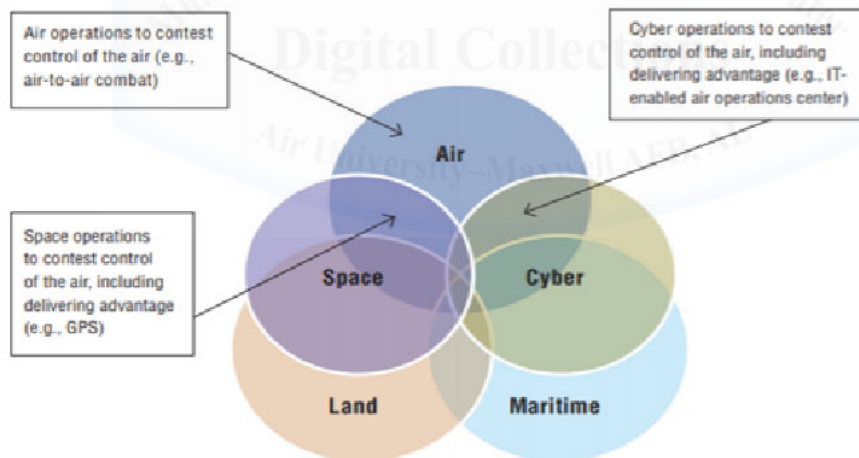 Digital Collec
Air University–Maxwell AFB, AL
Air operations to contest
control of the air (e.g.,
air-to-air combat)
Cyber operations to contest
control of the air, including
delivering advantage (e.g., IT-
enabled air operations center)
Air
Space operations
to contest control
of the air, including
delivering advantage
(e.g., GPS)
Space
Cyber
Land
Maritime